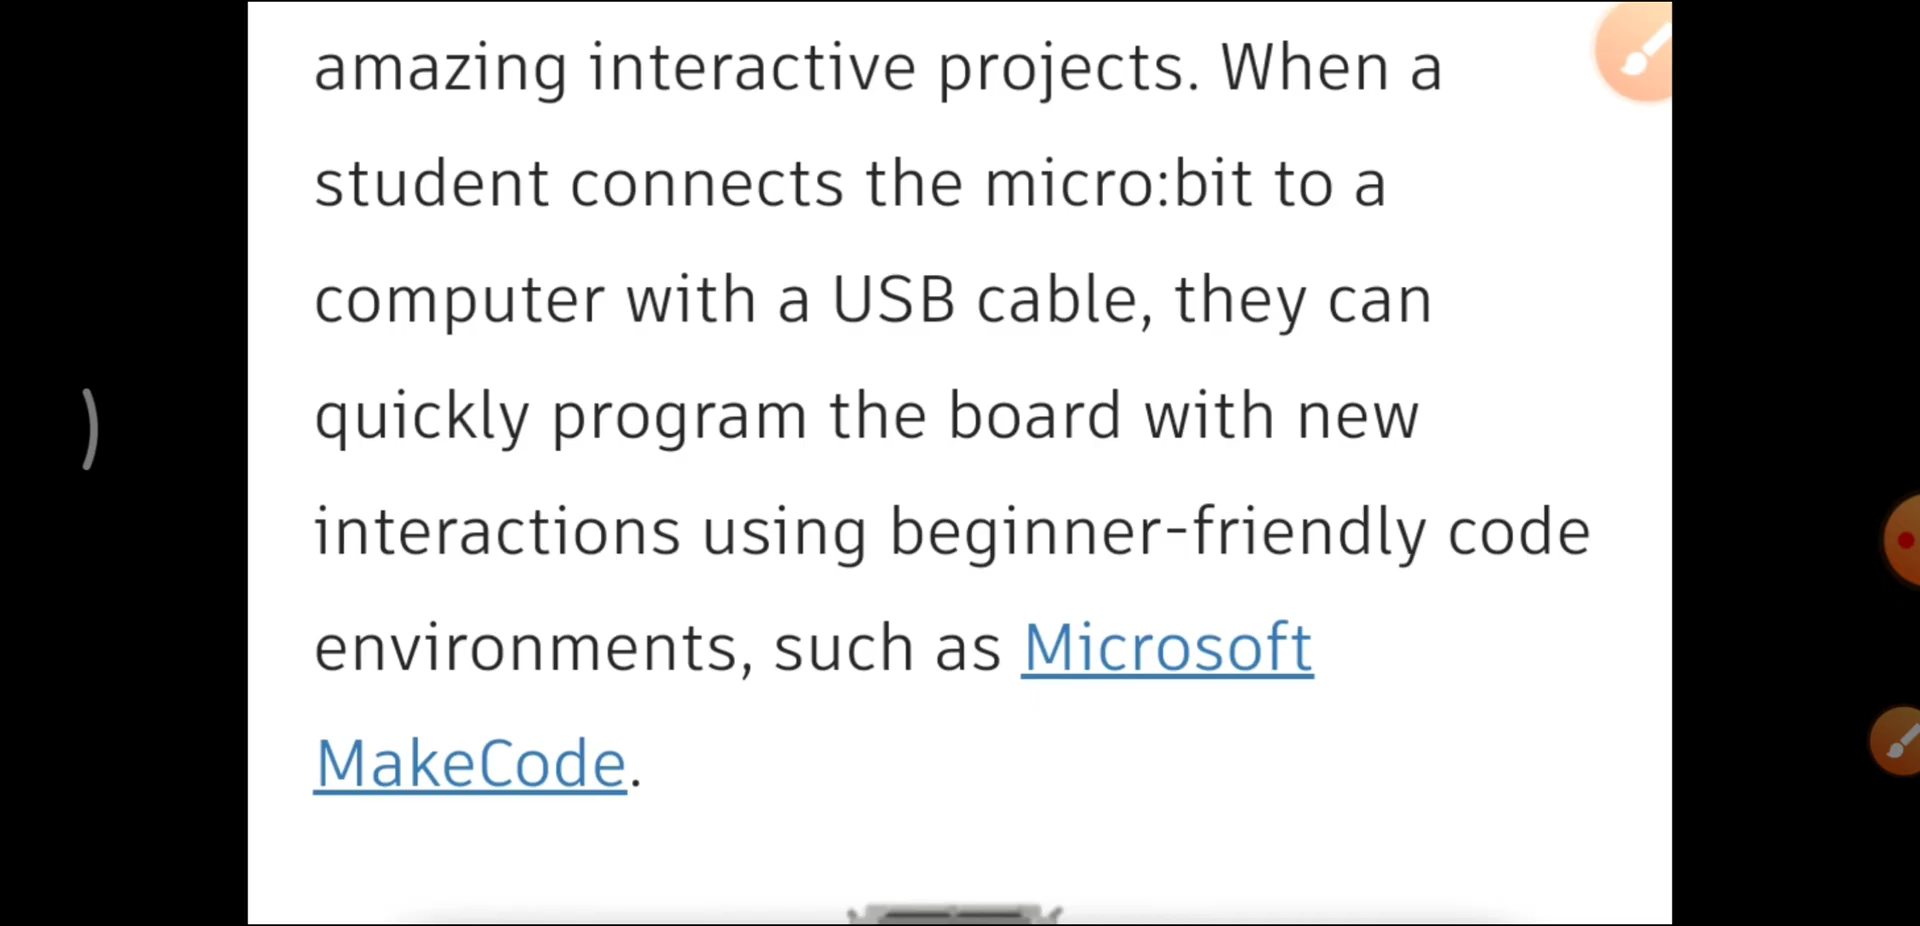 amazing interactive projects. When a
student connects the micro:bit to a
computer with a USB cable, they can
quickly program the board with new
interactions using beginner-friendly code
environments, such as Microsoft
MakeCode.